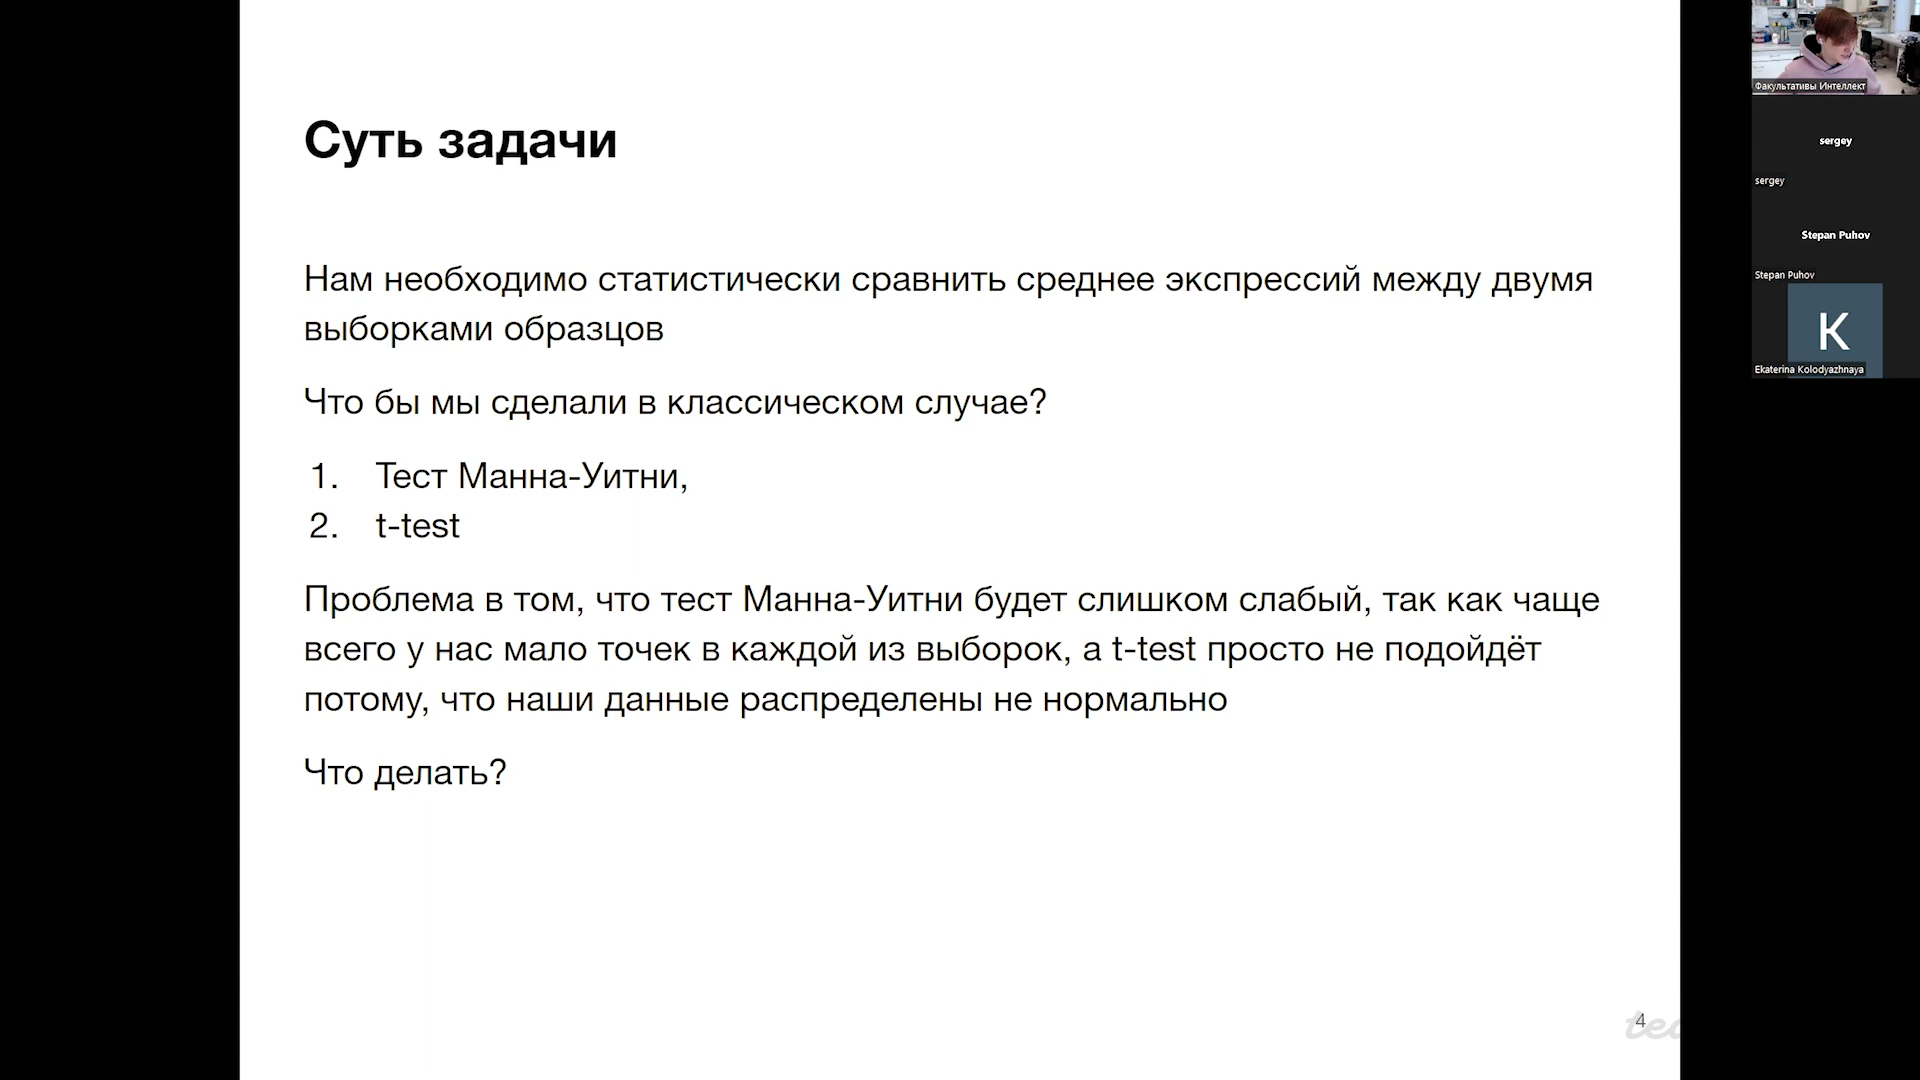 Суть задачи
Нам необходимо статистически сравнить среднее экспрессий между двумя
выборками образцов
Что бы мы сделали в классическом случае?
1. Тест Манна-Уитни,
2. t-test
Проблема в том, что тест Манна-Уитни будет слишком слабый, так как чаще
всего у нас мало точек в каждой из выборок, а t-test просто не подойдёт
потому, что наши данные распределены не нормально
Что делать?
4
Факультативы Интеллект
sergey
sergey
Stepan Puhov
Stepan Puhov
K
Ekaterina Kolodyazhnaya